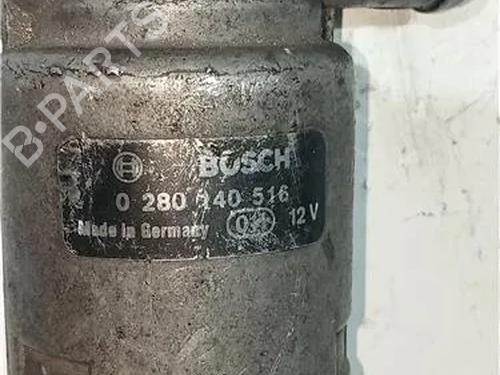 B-PARTS
BOSCH
0 280 140 516
Made in Germany 12 V